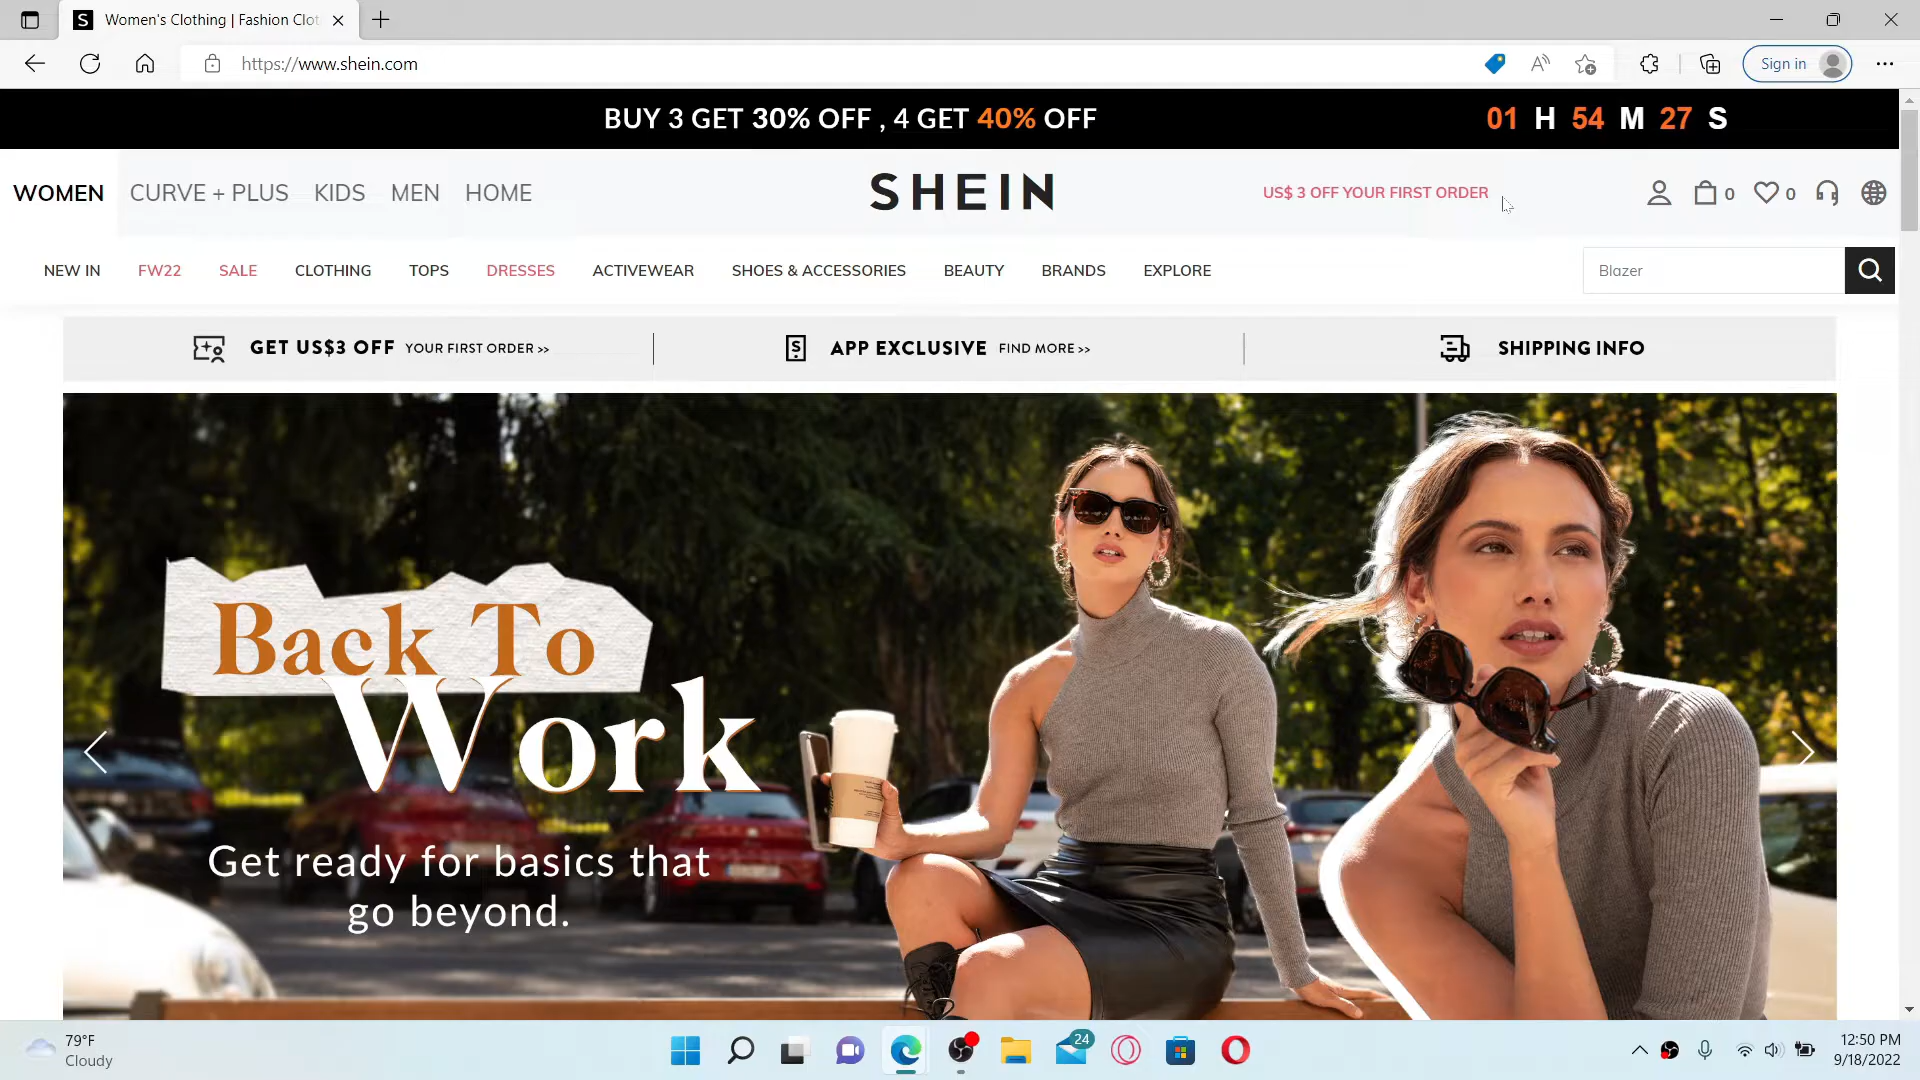 Women's Clothing | Fashion Clot
https://www.shein.com
Sign in
BUY 3 GET 30% OFF , 4 GET 40% OFF
01 H 54 M 27 S
WOMEN CURVE + PLUS KIDS MEN HOME
SHEIN
US$ 3 OFF YOUR FIRST ORDER
0
0
NEW IN FW22 SALE CLOTHING TOPS DRESSES ACTIVEWEAR SHOES & ACCESSORIES BEAUTY BRANDS EXPLORE
Blazer
GET US$3 OFF YOUR FIRST ORDER >>
APP EXCLUSIVE FIND MORE >>
SHIPPING INFO
Back To
Work
Get ready for basics that
go beyond.
79°F
Cloudy
24
12:50 PM
9/18/2022